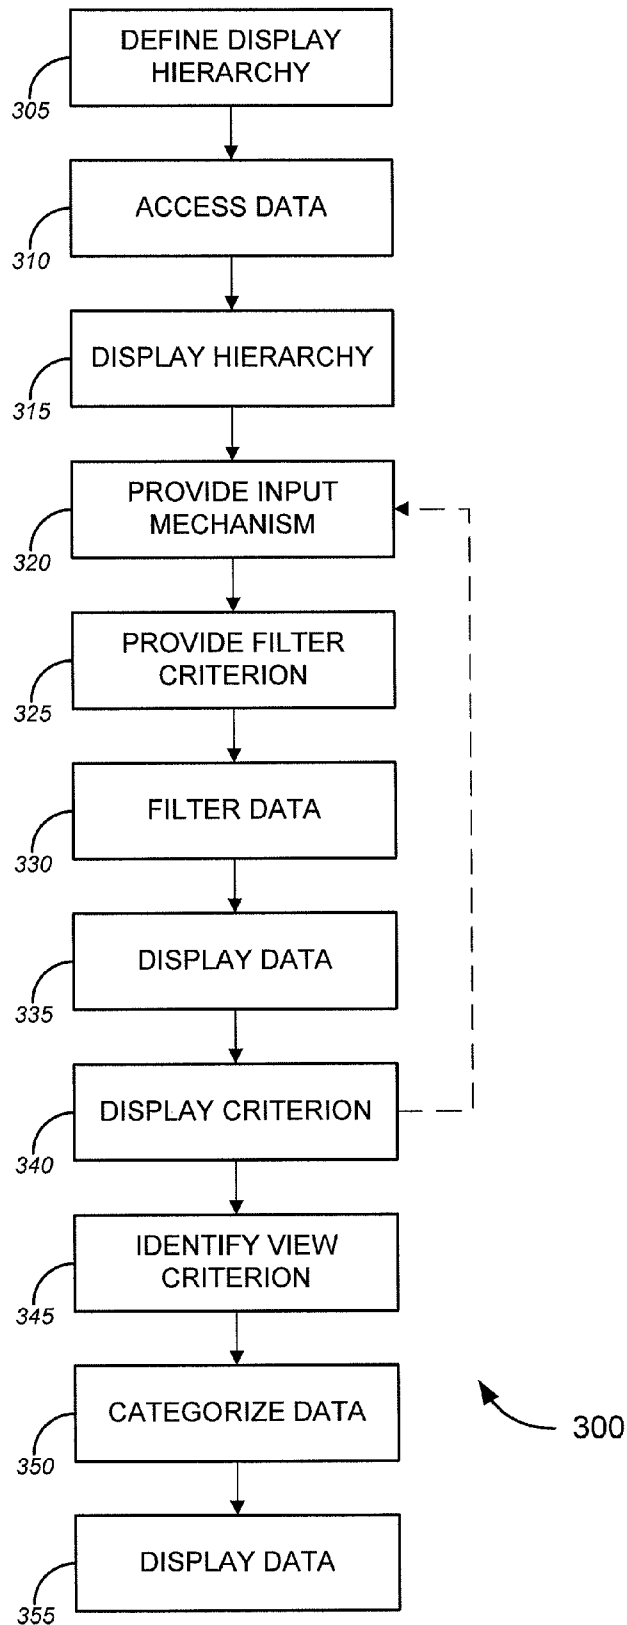 DEFINE DISPLAY
HIERARCHY
305
ACCESS DATA
310
DISPLAY HIERARCHY
315
PROVIDE INPUT
MECHANISM
320
PROVIDE FILTER
CRITERION
325
FILTER DATA
330
DISPLAY DATA
335
DISPLAY CRITERION
340
IDENTIFY VIEW
CRITERION
345
CATEGORIZE DATA
350
300
DISPLAY DATA
355